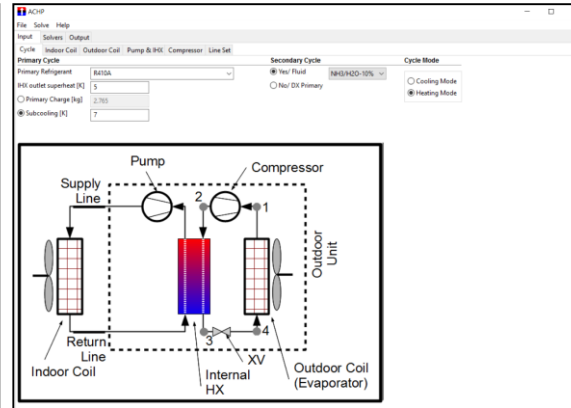 ACHP
File Solve Help
Input Solvers Output
Cycle Indoor Coil Outdoor Coil Pump & IHX Compressor Line Set
Primary Cycle Secondary Cycle Cycle Mode
Primary Refrigerant R410A Yes/ Fluid NH3/H2O-10% Cooling Mode
IHX outlet superheat [K] 5 No/ DX Primary Heating Mode
Primary Charge [kg] 2.765
Subcooling [K] 7
Pump
Compressor
Supply
Line
2
1
Outdoor
Unit
3
4
Return
Line
XV
Indoor Coil
Internal
HX
Outdoor Coil
(Evaporator)